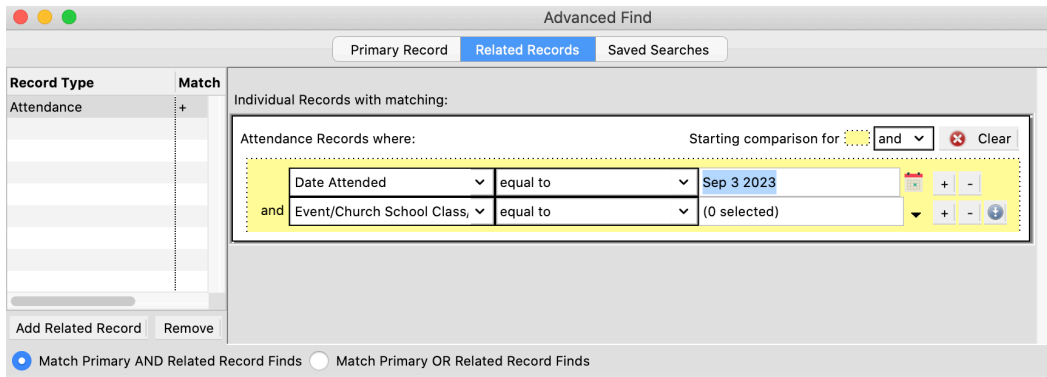 Advanced Find
Primary Record Related Records Saved Searches
Record Type Match
Attendance +
Individual Records with matching:
Attendance Records where: Starting comparison for and Clear
Date Attended equal to Sep 3 2023 + -
and Event/Church School Class, equal to (0 selected) + -
Add Related Record Remove
Match Primary AND Related Record Finds Match Primary OR Related Record Finds